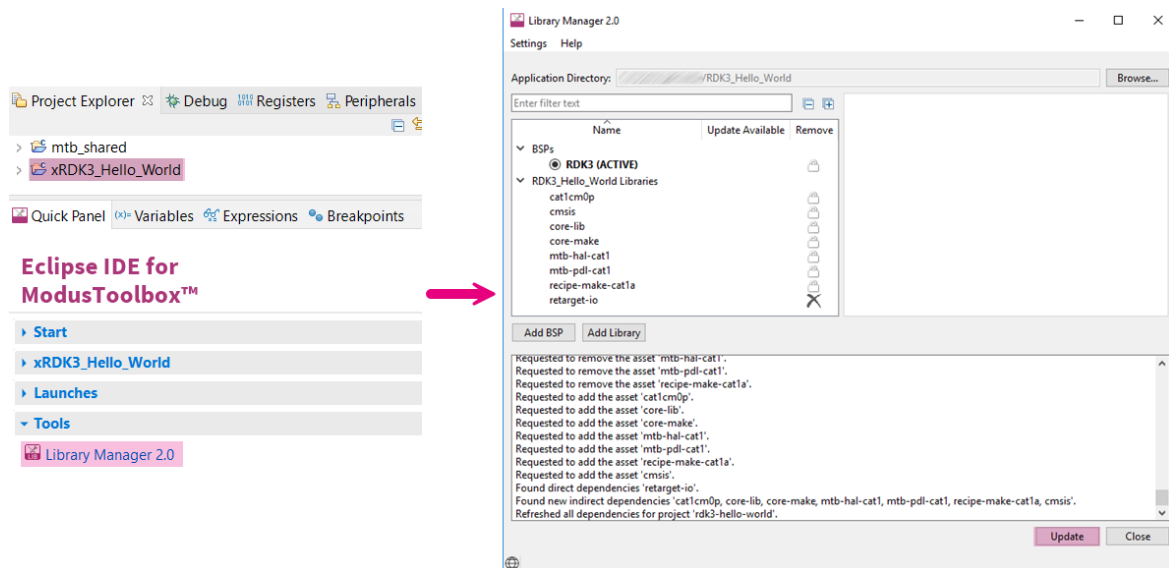 Project Explorer Debug Registers Peripherals
mtb_shared
xRDK3_Hello_World
Quick Panel (x)= Variables Expressions Breakpoints
Eclipse IDE for
ModusToolbox™
Start
xRDK3_Hello_World
Launches
Tools
LIB
Library Manager 2.0
Library Manager 2.0
Settings Help
Application Directory: /RDK3_Hello_World Browse...
Enter filter text
Name Update Available Remove
BSPs
RDK3 (ACTIVE)
RDK3_Hello_World Libraries
cat1cm0p
cmsis
core-lib
core-make
mtb-hal-cat1
mtb-pdl-cat1
recipe-make-cat1a
retarget-io
Add BSP Add Library
Requested to remove the asset 'mtb-hal-cat1'.
Requested to remove the asset 'mtb-pdl-cat1'.
Requested to remove the asset 'recipe-make-cat1a'.
Requested to add the asset 'cat1cm0p'.
Requested to add the asset 'core-lib'.
Requested to add the asset 'core-make'.
Requested to add the asset 'mtb-hal-cat1'.
Requested to add the asset 'mtb-pdl-cat1'.
Requested to add the asset 'recipe-make-cat1a'.
Requested to add the asset 'cmsis'.
Found direct dependencies 'retarget-io'.
Found new indirect dependencies 'cat1cm0p, core-lib, core-make, mtb-hal-cat1, mtb-pdl-cat1, recipe-make-cat1a, cmsis'.
Refreshed all dependencies for project 'rdk3-hello-world'.
Update Close